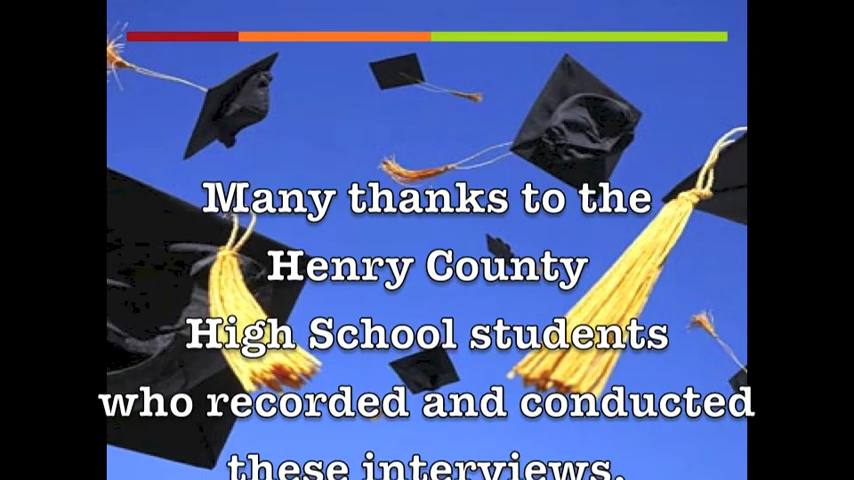 Many thanks to the
Henry County
High School students
who recorded and conducted
these interviews.